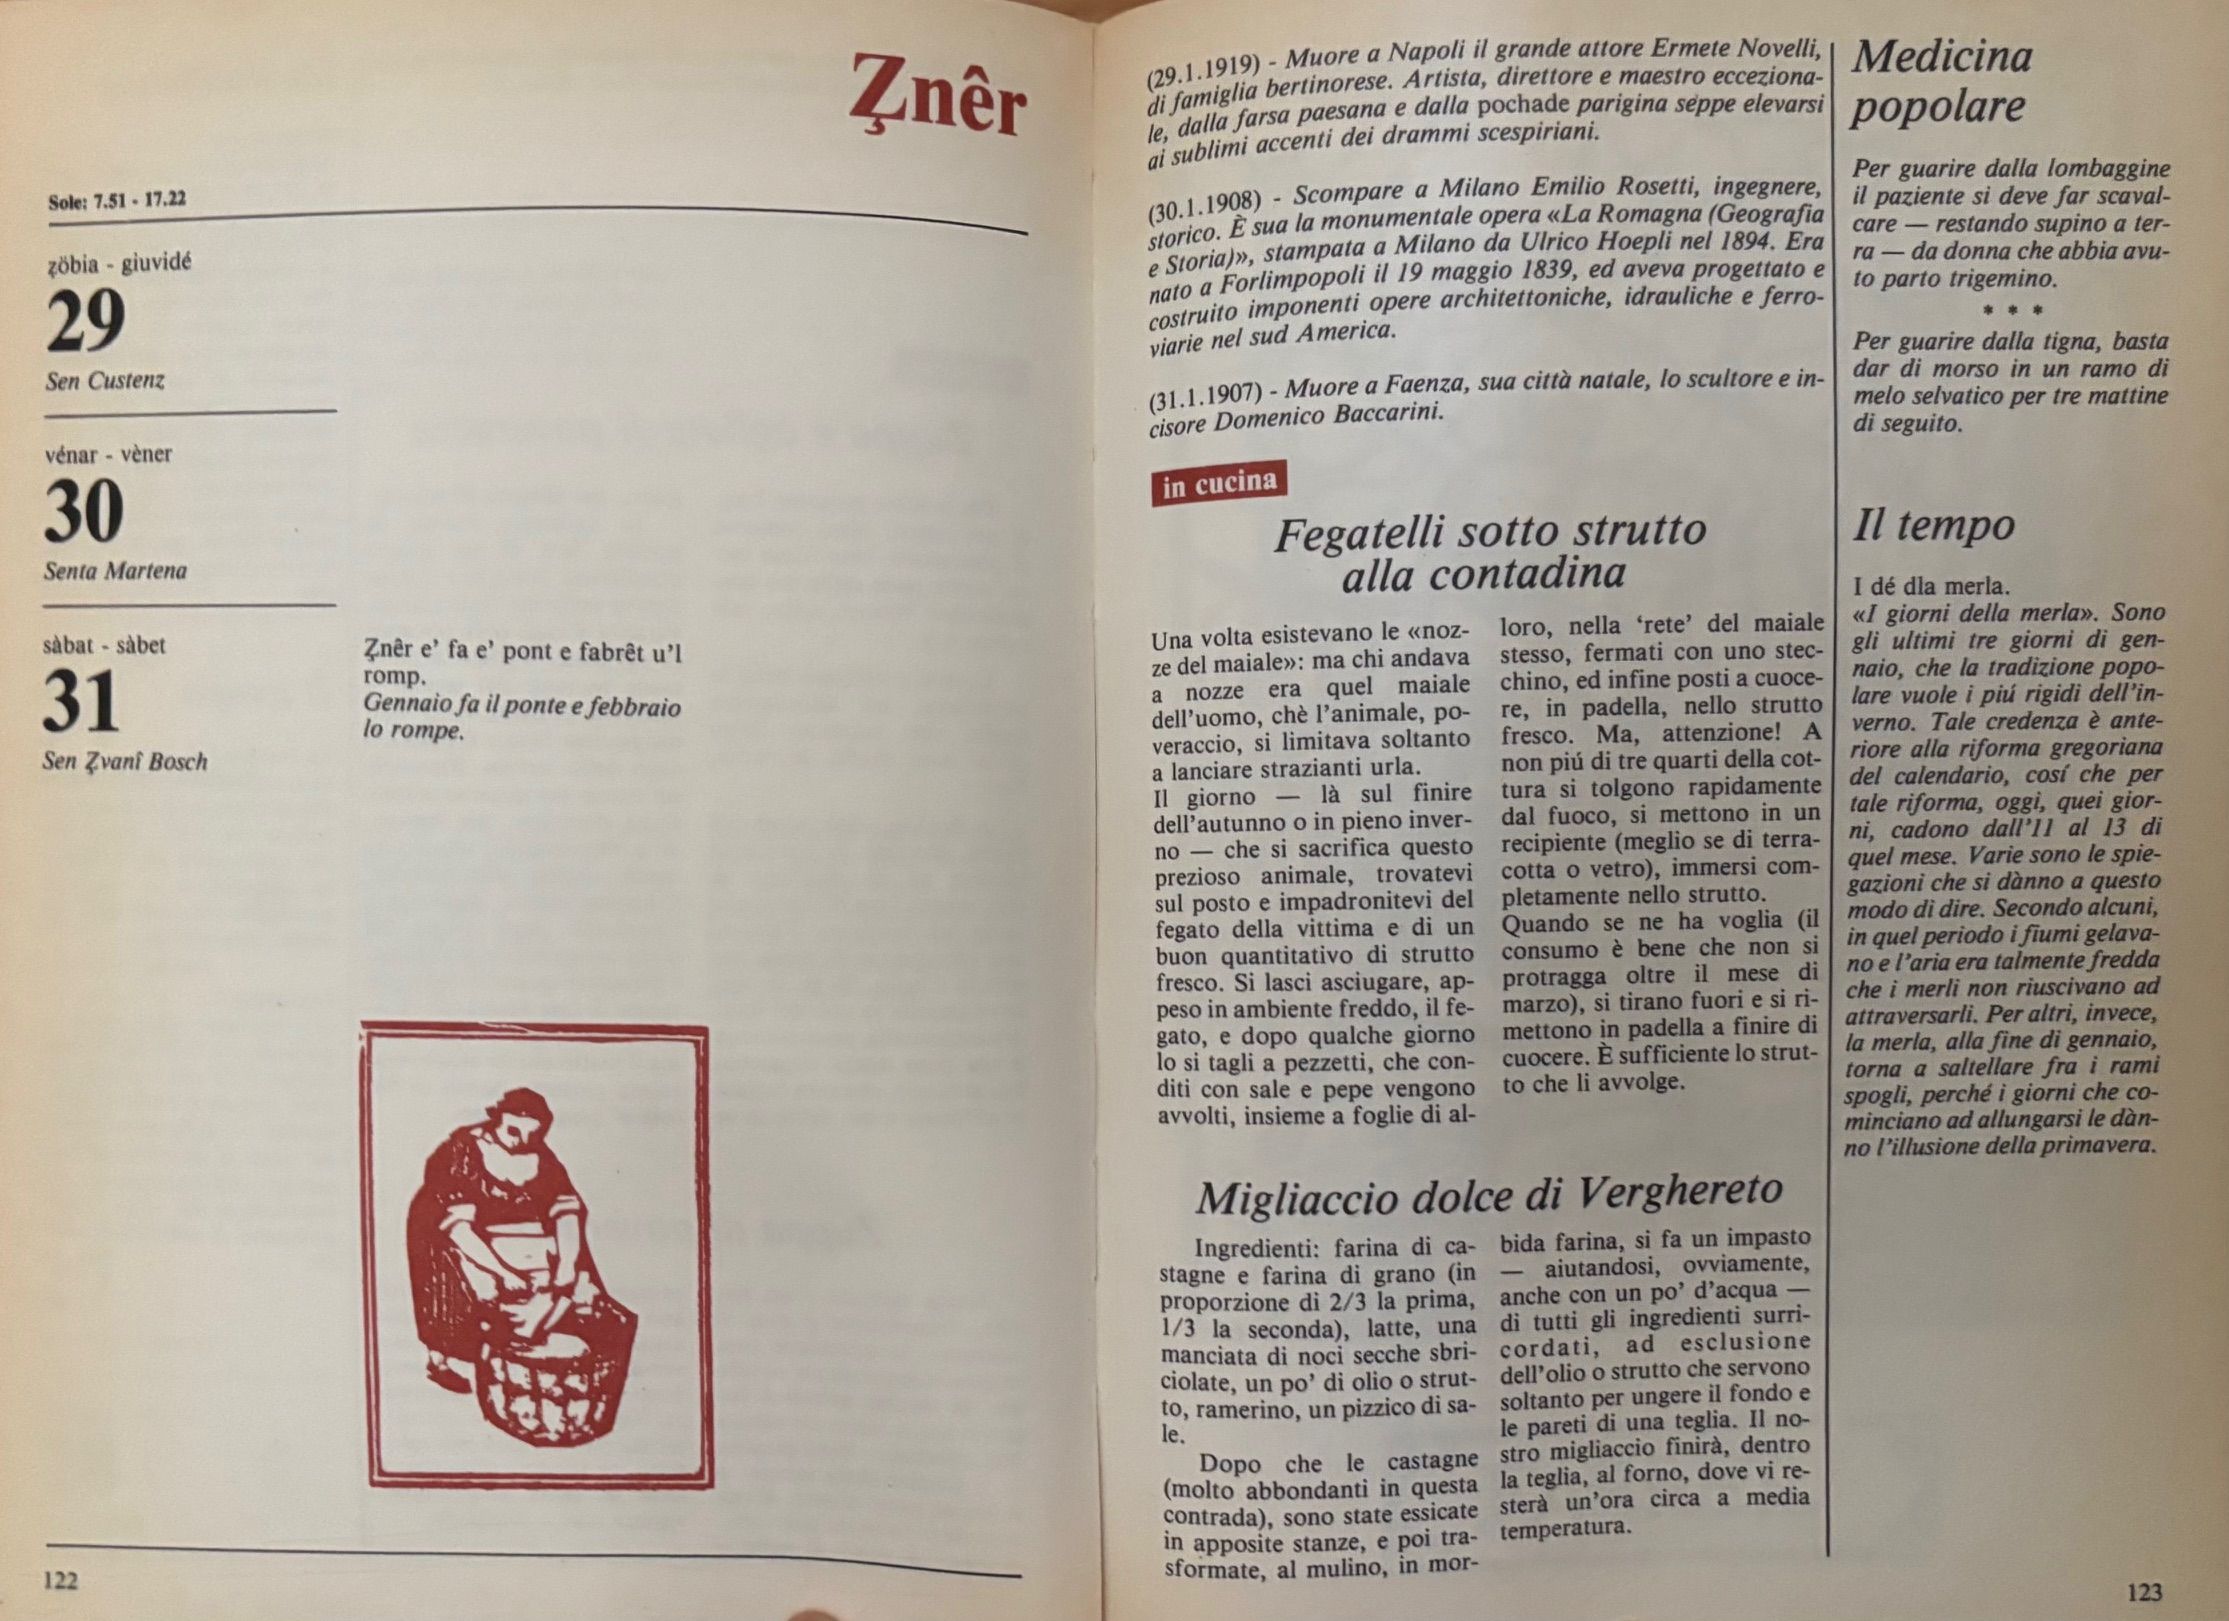 Z̧nêr
Sole: 7.51 - 17.22
z̧öbia - giuvidé
29
Sen Custenz
vénar - vèner
30
Senta Martena
sàbat - sàbet
31
Sen Z̧vanî Bosch
Z̧nêr e' fa e' pont e fabrêt u'l
romp.
Gennaio fa il ponte e febbraio
lo rompe.
122
(29.1.1919) - Muore a Napoli il grande attore Ermete Novelli,
di famiglia bertinorese. Artista, direttore e maestro ecceziona-
le, dalla farsa paesana e dalla pochade parigina seppe elevarsi
ai sublimi accenti dei drammi scespiriani.
(30.1.1908) - Scompare a Milano Emilio Rosetti, ingegnere,
storico. È sua la monumentale opera «La Romagna (Geografia
e Storia)», stampata a Milano da Ulrico Hoepli nel 1894. Era
nato a Forlimpopoli il 19 maggio 1839, ed aveva progettato e
costruito imponenti opere architettoniche, idrauliche e ferro-
viarie nel sud America.
(31.1.1907) - Muore a Faenza, sua città natale, lo scultore e in-
cisore Domenico Baccarini.
in cucina
Fegatelli sotto strutto
alla contadina
Una volta esistevano le «noz-
ze del maiale»: ma chi andava
a nozze era quel maiale
dell'uomo, chè l'animale, po-
veraccio, si limitava soltanto
a lanciare strazianti urla.
Il giorno — là sul finire
dell'autunno o in pieno inver-
no — che si sacrifica questo
prezioso animale, trovatevi
sul posto e impadronitevi del
fegato della vittima e di un
buon quantitativo di strutto
fresco. Si lasci asciugare, ap-
peso in ambiente freddo, il fe-
gato, e dopo qualche giorno
lo si tagli a pezzetti, che con-
diti con sale e pepe vengono
avvolti, insieme a foglie di al-
loro, nella 'rete' del maiale
stesso, fermati con uno stec-
chino, ed infine posti a cuoce-
re, in padella, nello strutto
fresco. Ma, attenzione! A
non piú di tre quarti della cot-
tura si tolgono rapidamente
dal fuoco, si mettono in un
recipiente (meglio se di terra-
cotta o vetro), immersi com-
pletamente nello strutto.
Quando se ne ha voglia (il
consumo è bene che non si
protragga oltre il mese di
marzo), si tirano fuori e si ri-
mettono in padella a finire di
cuocere. È sufficiente lo strut-
to che li avvolge.
Migliaccio dolce di Verghereto
Ingredienti: farina di ca-
stagne e farina di grano (in
proporzione di 2/3 la prima,
1/3 la seconda), latte, una
manciata di noci secche sbri-
ciolate, un po' di olio o strut-
to, ramerino, un pizzico di sa-
le.
Dopo che le castagne
(molto abbondanti in questa
contrada), sono state essicate
in apposite stanze, e poi tra-
sformate, al mulino, in mor-
bida farina, si fa un impasto
— aiutandosi, ovviamente,
anche con un po' d'acqua —
di tutti gli ingredienti surri-
cordati, ad esclusione
dell'olio o strutto che servono
soltanto per ungere il fondo e
le pareti di una teglia. Il no-
stro migliaccio finirà, dentro
la teglia, al forno, dove vi re-
sterà un'ora circa a media
temperatura.
Medicina
popolare
Per guarire dalla lombaggine
il paziente si deve far scaval-
care — restando supino a ter-
ra — da donna che abbia avu-
to parto trigemino.
* * *
Per guarire dalla tigna, basta
dar di morso in un ramo di
melo selvatico per tre mattine
di seguito.
Il tempo
I dé dla merla.
«I giorni della merla». Sono
gli ultimi tre giorni di gen-
naio, che la tradizione popo-
lare vuole i piú rigidi dell'in-
verno. Tale credenza è ante-
riore alla riforma gregoriana
del calendario, cosí che per
tale riforma, oggi, quei gior-
ni, cadono dall'11 al 13 di
quel mese. Varie sono le spie-
gazioni che si dànno a questo
modo di dire. Secondo alcuni,
in quel periodo i fiumi gelava-
no e l'aria era talmente fredda
che i merli non riuscivano ad
attraversarli. Per altri, invece,
la merla, alla fine di gennaio,
torna a saltellare fra i rami
spogli, perché i giorni che co-
minciano ad allungarsi le dàn-
no l'illusione della primavera.
123